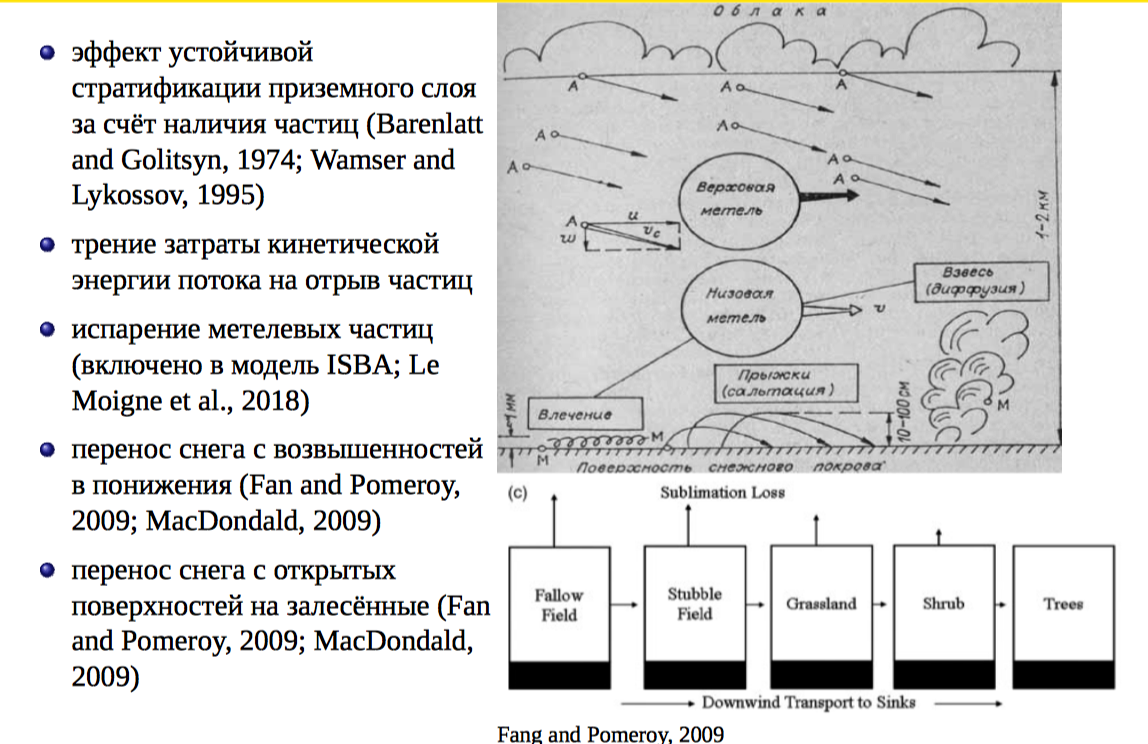 эффект устойчивой
стратификации приземного слоя
за счёт наличия частиц (Barenlatt
and Golitsyn, 1974; Wamser and
Lykossov, 1995)
трение затраты кинетической
энергии потока на отрыв частиц
испарение метелевых частиц
(включено в модель ISBA; Le
Moigne et al., 2018)
перенос снега с возвышенностей
в понижения (Fan and Pomeroy,
2009; MacDondald, 2009)
перенос снега с открытых
поверхностей на залесённые (Fan
and Pomeroy, 2009; MacDondald,
2009)
Облака
A
A
A
A
A
A
A
A
Верховая
метель
A
u
w
vc
1-2 км
Низовая
метель
v
Взвесь
(диффузия)
Прыжки
(сальтация)
Влечение
~1 мм
M
M
10-100 см
M
Поверхность снежного покрова
(c)
Sublimation Loss
Fallow
Field
Stubble
Field
Grassland
Shrub
Trees
Downwind Transport to Sinks
Fang and Pomeroy, 2009